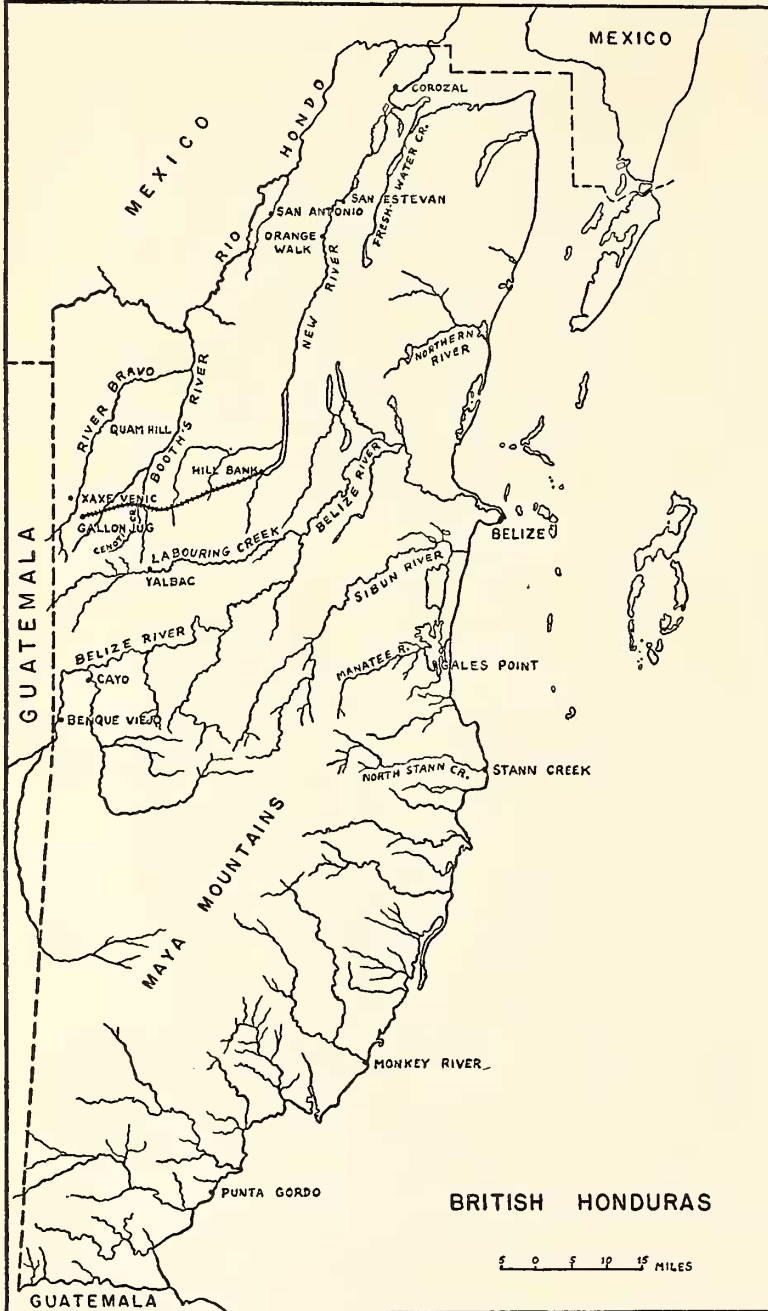 MEXICO
COROZAL
MEXICO
RIO HONDO
FRESH WATER CR.
SAN ESTEVAN
SAN ANTONIO
ORANGE
WALK
NEW RIVER
NORTHERN
RIVER
RIVER BRAVO
BOOTH'S RIVER
QUAM HILL
HILL BANK
XAXE VENIC
GALLON JUG
CENOTE CR.
BELIZE RIVER
BELIZE
LABOURING CREEK
YALBAC
SIBUN RIVER
GUATEMALA
BELIZE RIVER
MANATEE R.
GALES POINT
CAYO
BENQUE VIEJO
NORTH STANN CR.
STANN CREEK
MAYA MOUNTAINS
MONKEY RIVER
PUNTA GORDO
BRITISH HONDURAS
5 0 5 10 15 MILES
GUATEMALA